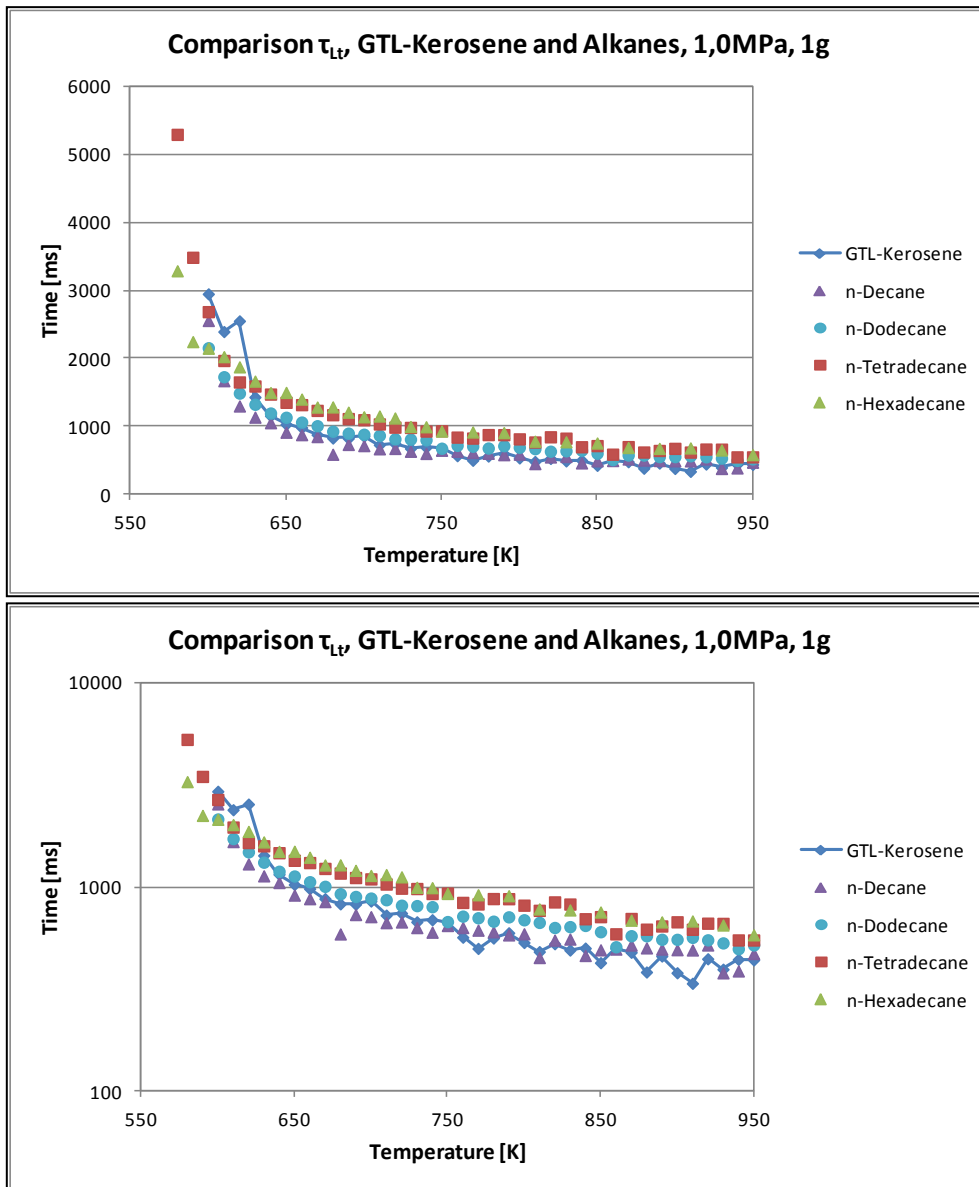 Comparison τLt, GTL-Kerosene and Alkanes, 1,0MPa, 1g
6000
5000
4000
3000
2000
1000
0
Time [ms]
550
650
750
850
950
Temperature [K]
GTL-Kerosene
n-Decane
n-Dodecane
n-Tetradecane
n-Hexadecane
Comparison τLt, GTL-Kerosene and Alkanes, 1,0MPa, 1g
10000
1000
100
Time [ms]
550
650
750
850
950
Temperature [K]
GTL-Kerosene
n-Decane
n-Dodecane
n-Tetradecane
n-Hexadecane